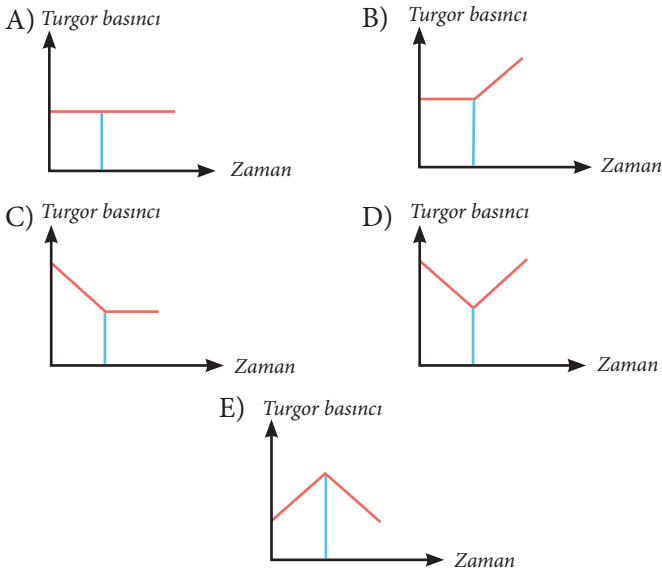 A) Turgor basıncı
Zaman
B) Turgor basıncı
Zaman
C) Turgor basıncı
Zaman
D) Turgor basıncı
Zaman
E) Turgor basıncı
Zaman